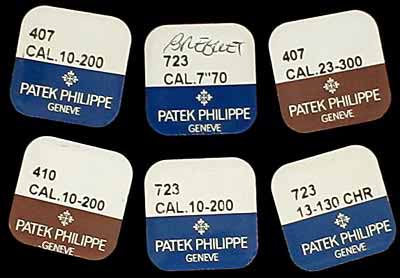 407
CAL.10-200
PATEK PHILIPPE
GENEVE
BREGUET
723
CAL.7"70
PATEK PHILIPPE
GENEVE
407
CAL.23-300
PATEK PHILIPPE
GENEVE
410
CAL.10-200
PATEK PHILIPPE
GENEVE
723
CAL.10-200
PATEK PHILIPPE
GENEVE
723
13-130 CHR
PATEK PHILIPPE
GENEVE